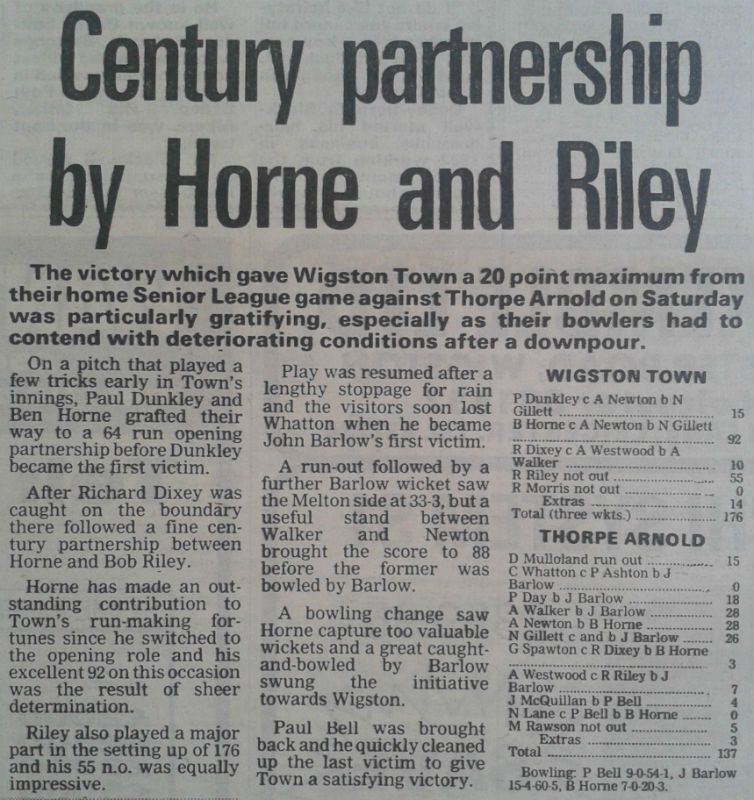 Century partnership
by Horne and Riley
The victory which gave Wigston Town a 20 point maximum from
their home Senior League game against Thorpe Arnold on Saturday
was particularly gratifying, especially as their bowlers had to
contend with deteriorating conditions after a downpour.
On a pitch that played a
few tricks early in Town's
innings, Paul Dunkley and
Ben Horne grafted their
way to a 64 run opening
partnership before Dunkley
became the first victim.
After Richard Dixey was
caught on the boundary
there followed a fine cen-
tury partnership between
Horne and Bob Riley.
Horne has made an out-
standing contribution to
Town's run-making for-
tunes since he switched to
the opening role and his
excellent 92 on this occasion
was the result of sheer
determination.
Riley also played a major
part in the setting up of 176
and his 55 n.o. was equally
impressive.
Play was resumed after a
lengthy stoppage for rain
and the visitors soon lost
Whatton when he became
John Barlow's first victim.
A run-out followed by a
further Barlow wicket saw
the Melton side at 33-3, but a
useful stand between
Walker and Newton
brought the score to 88
before the former was
bowled by Barlow.
A bowling change saw
Horne capture too valuable
wickets and a great caught-
and-bowled by Barlow
swung the initiative
towards Wigston.
Paul Bell was brought
back and he quickly cleaned
up the last victim to give
Town a satisfying victory.
WIGSTON TOWN
P Dunkley c A Newton b N
Gillett ........ 15
B Horne c A Newton b N Gillett
........ 92
R Dixey c A Westwood b A
Walker ........ 10
R Riley not out ........ 55
R Morris not out ........ 0
Extras ........ 14
Total (three wkts.) ........ 176
THORPE ARNOLD
D Mulloland run out ........ 15
C Whatton c P Ashton b J
Barlow ........ 0
P Day b J Barlow ........ 18
A Walker b J Barlow ........ 28
A Newton b B Horne ........ 28
N Gillett c and b J Barlow ........ 26
G Spawton c R Dixey b B Horne
........ 3
A Westwood c R Riley b J
Barlow ........ 7
J McQuillan b P Bell ........ 4
N Lane c P Bell b B Horne ........ 0
M Rawson not out ........ 5
Extras ........ 3
Total ........ 137
Bowling: P Bell 9-0-54-1, J Barlow
15-4-60-5, B Horne 7-0-20-3.